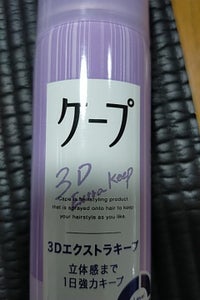 ケープ
3D
Extra Keep
Cape is hairstyling product
that is sprayed onto hair to keep
your hairstyle as you like.
3Dエクストラキープ
立体感まで
1日強力キープ